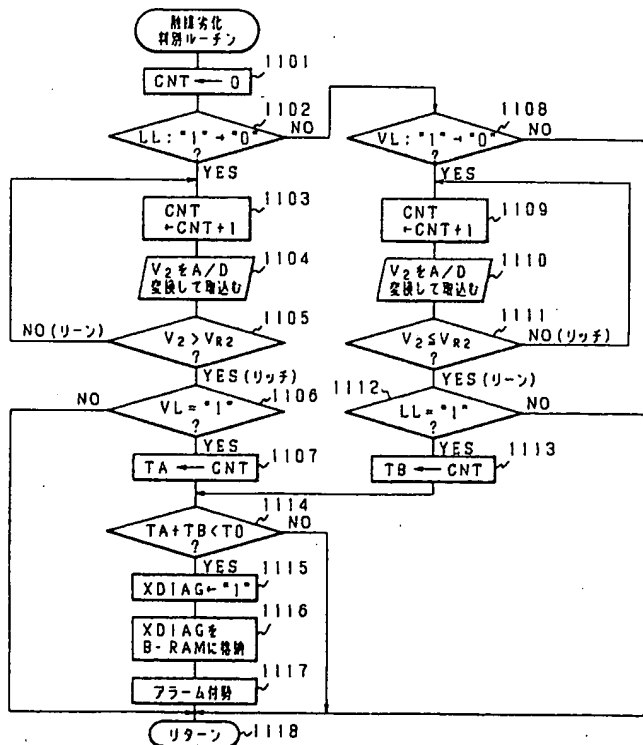 触媒劣化
判別ルーチン
1101
CNT ← 0
1102
LL : "1" → "0"
?
NO
YES
1103
CNT
←CNT+1
1104
V₂をA/D
変換して取込む
1105
NO (リーン)
V₂ > VR2
?
YES (リッチ)
1106
NO
VL = "1"
?
YES
1107
TA ← CNT
1108
VL : "1" → "0"
?
NO
YES
1109
CNT
←CNT+1
1110
V₂をA/D
変換して取込む
1111
V₂ ≦ VR2
?
NO (リッチ)
YES (リーン)
1112
LL = "1"
?
NO
YES
1113
TB ← CNT
1114
TA+TB<T0
?
NO
YES
1115
XDIAG← "1"
1116
XDIAGを
B-RAMに格納
1117
アラーム付勢
リターン
1118